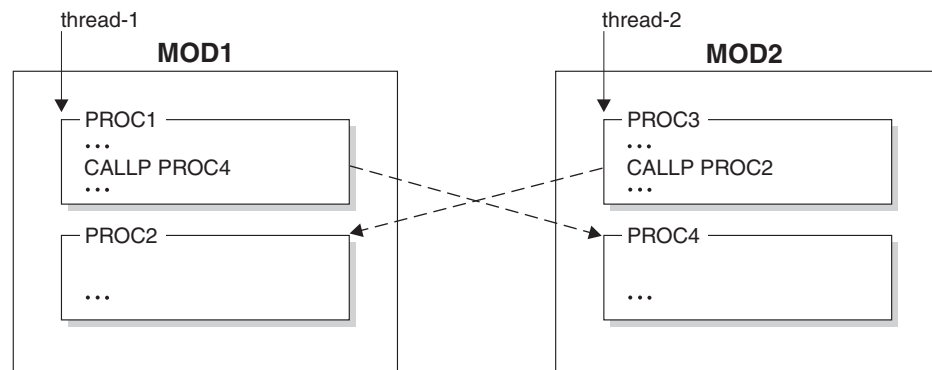 thread-1
MOD1
PROC1
...
CALLP PROC4
...
PROC2
...
thread-2
MOD2
PROC3
...
CALLP PROC2
...
PROC4
...